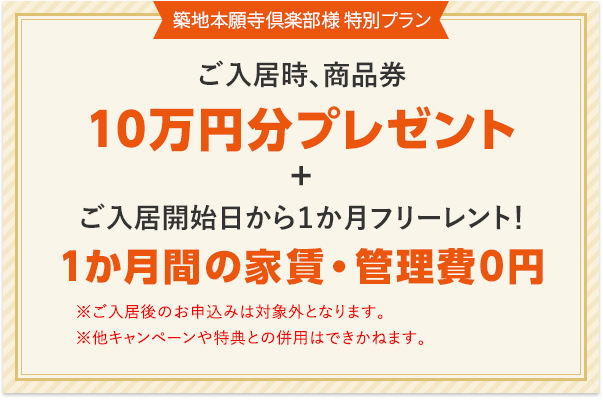 築地本願寺倶楽部様 特別プラン
ご入居時、商品券
10万円分プレゼント
+
ご入居開始日から1か月フリーレント!
1か月間の家賃・管理費0円
※ご入居後のお申込みは対象外となります。
※他キャンペーンや特典との併用はできかねます。